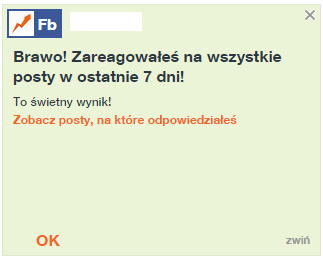 Fb
Brawo! Zareagowałeś na wszystkie
posty w ostatnie 7 dni!
To świetny wynik!
Zobacz posty, na które odpowiedziałeś
OK
zwiń